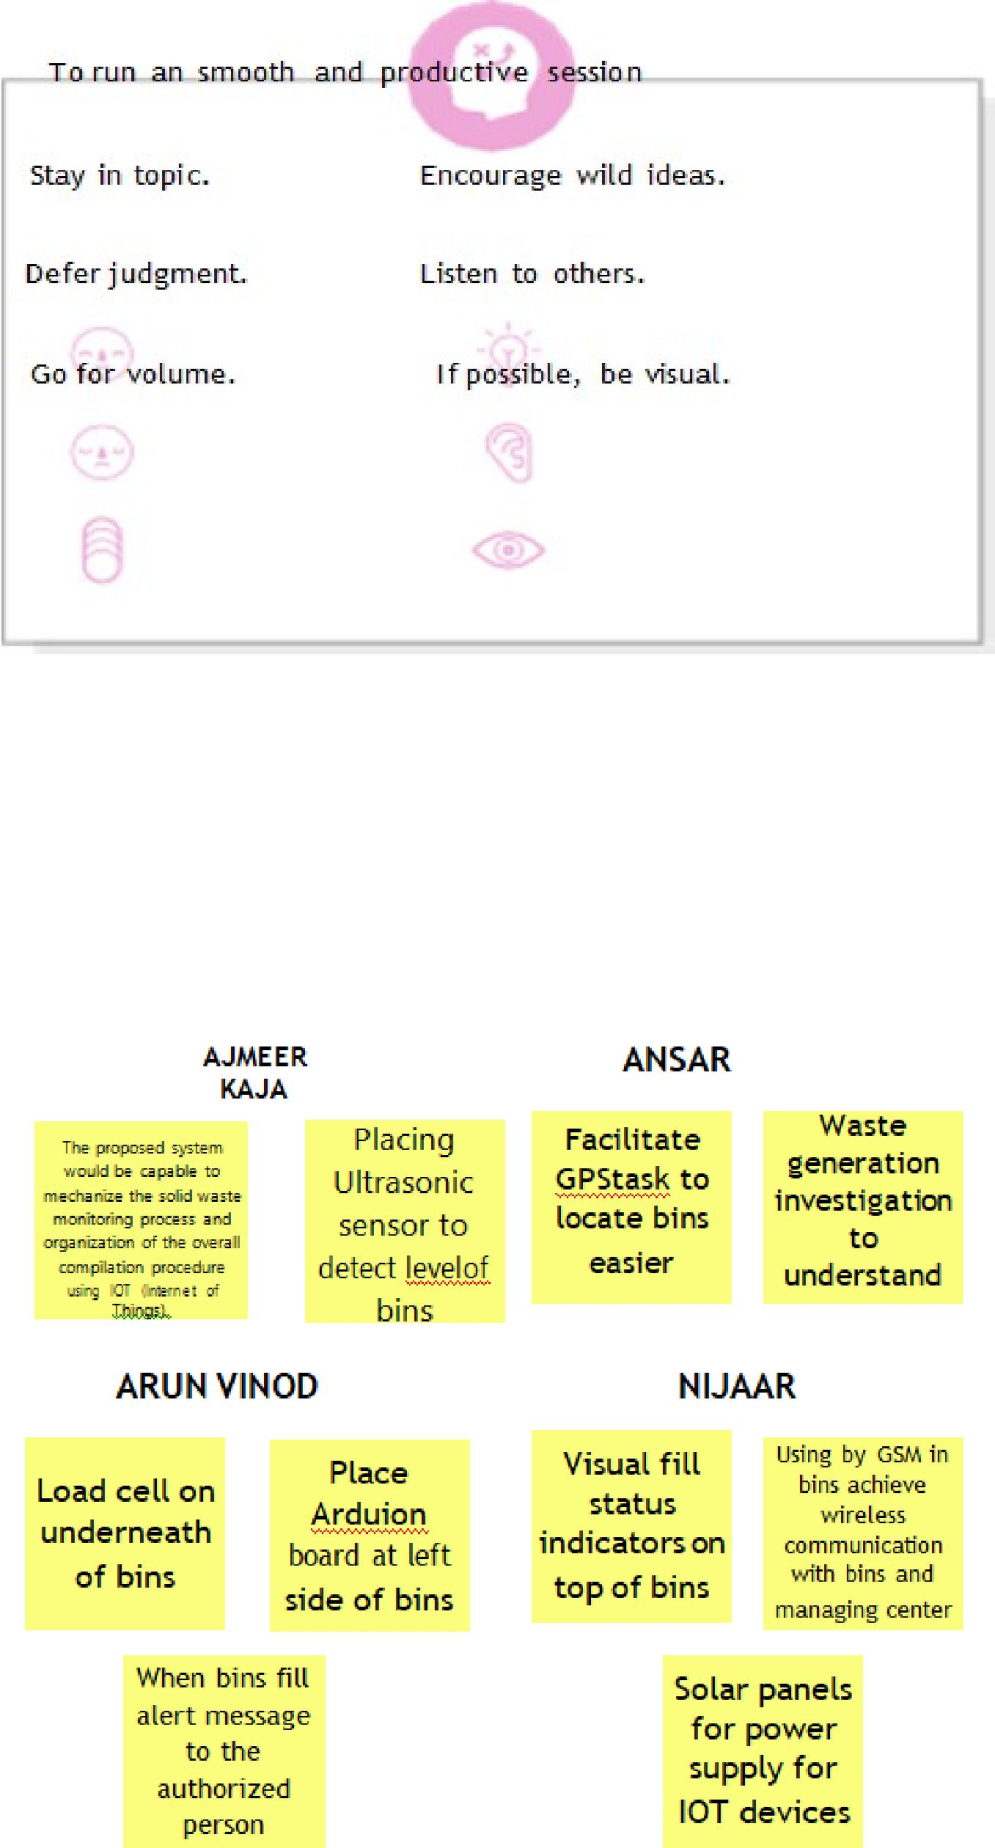 To run an smooth and productive session
Stay in topic.
Encourage wild ideas.
Defer judgment.
Listen to others.
Go for volume.
If possible, be visual.
AJMEER
KAJA
The proposed system
would be capable to
mechanize the solid waste
monitoring process and
organization of the overall
compilation procedure
using IOT (Internet of
Things).
Placing
Ultrasonic
sensor to
detect levelof
bins
ANSAR
Facilitate
GPStask to
locate bins
easier
Waste
generation
investigation
to
understand
ARUN VINOD
Load cell on
underneath
of bins
Place
Arduion
board at left
side of bins
When bins fill
alert message
to the
authorized
person
NIJAAR
Visual fill
status
indicators on
top of bins
Using by GSM in
bins achieve
wireless
communication
with bins and
managing center
Solar panels
for power
supply for
IOT devices